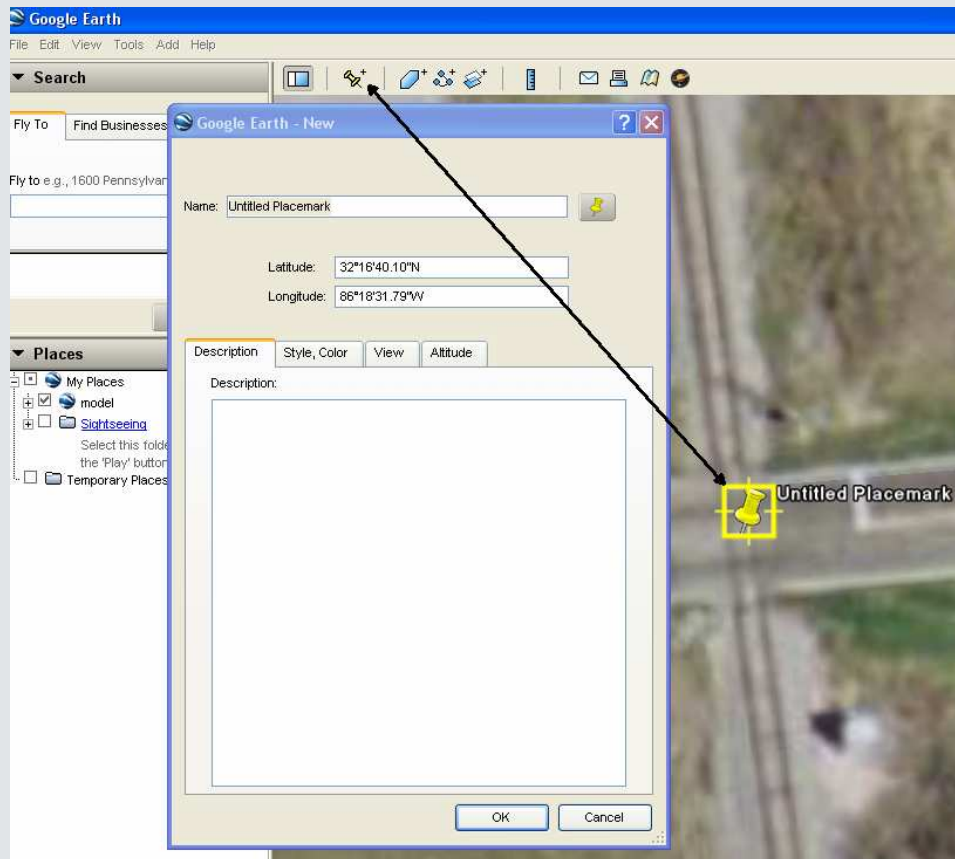 Google Earth
File Edit View Tools Add Help
Search
Fly To Find Businesses
Fly to e.g., 1600 Pennsylvan
Google Earth - New
Name: Untitled Placemark
Latitude: 32°16'40.10"N
Longitude: 86°18'31.79"W
Description Style, Color View Altitude
Description:
Places
My Places
model
Sightseeing
Select this folde
the 'Play' button
Temporary Places
Untitled Placemark
OK Cancel